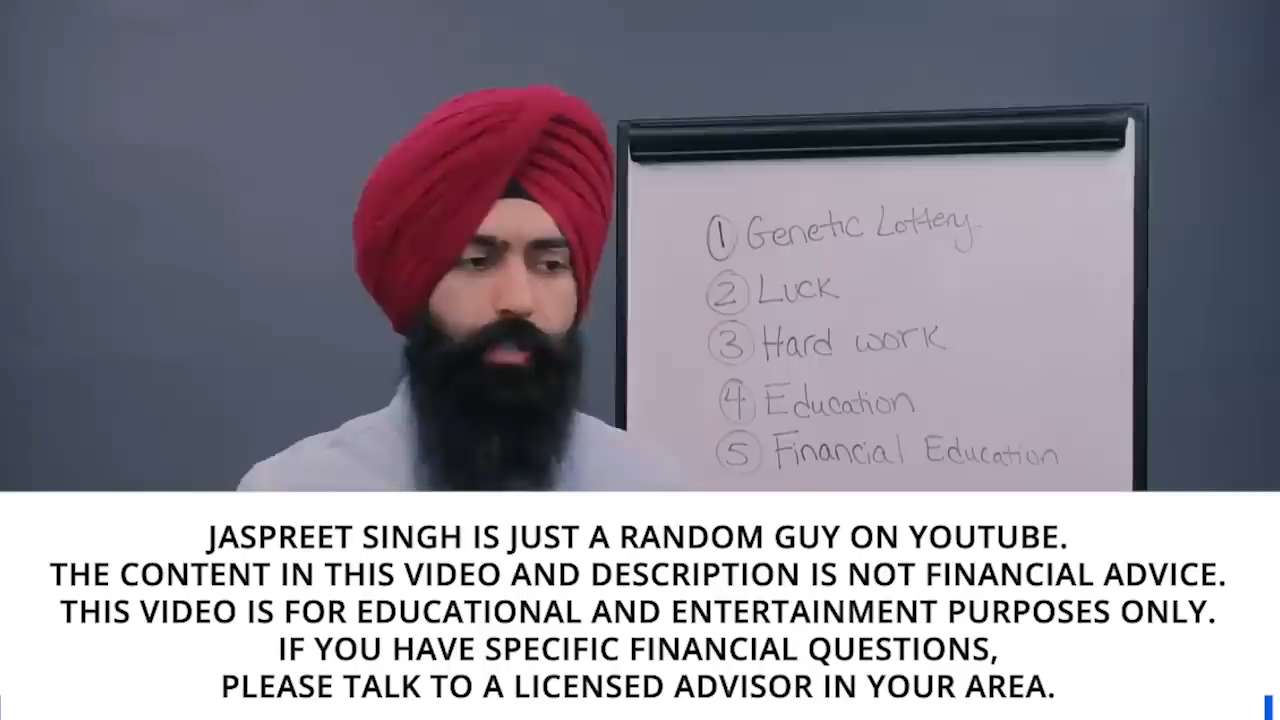 ① Genetic Lottery.
② Luck
③ Hard work
④ Education
⑤ Financial Education
JASPREET SINGH IS JUST A RANDOM GUY ON YOUTUBE.
THE CONTENT IN THIS VIDEO AND DESCRIPTION IS NOT FINANCIAL ADVICE.
THIS VIDEO IS FOR EDUCATIONAL AND ENTERTAINMENT PURPOSES ONLY.
IF YOU HAVE SPECIFIC FINANCIAL QUESTIONS,
PLEASE TALK TO A LICENSED ADVISOR IN YOUR AREA.